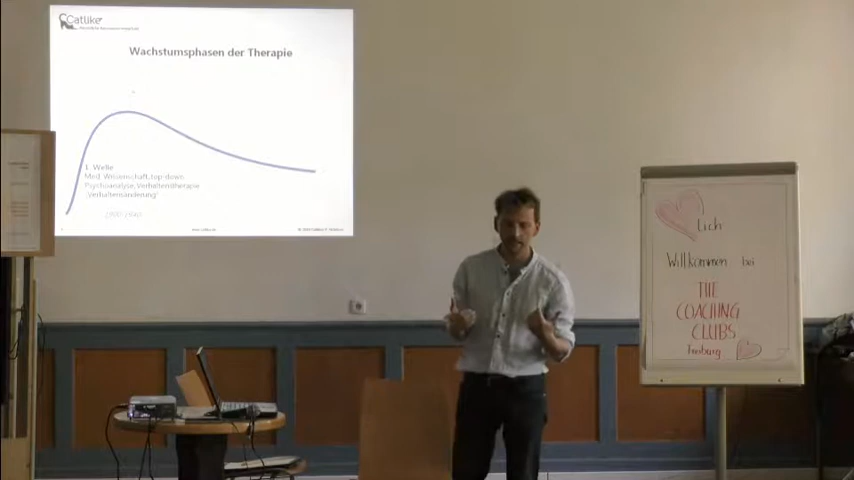 Catlike
Wachstumsphasen der Therapie
1. Welle
Med. Wissenschaft, top-down
Psychoanalyse, Verhaltenstherapie
"Verhaltensänderung"
lich
Willkommen bei
THE
COACHING
CLUBS
Freiburg